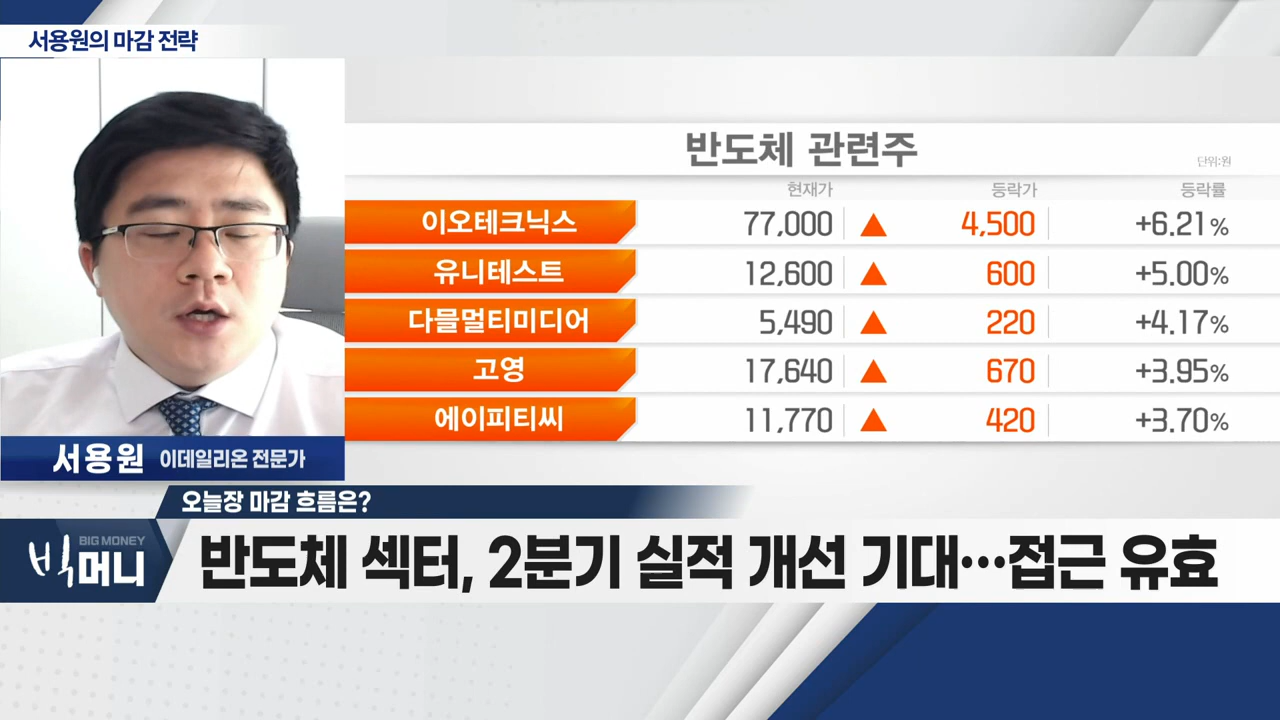 서용원의 마감 전략
반도체 관련주
단위:원
현재가 등락가 등락률
이오테크닉스 77,000 ▲ 4,500 +6.21%
유니테스트 12,600 ▲ 600 +5.00%
다믈멀티미디어 5,490 ▲ 220 +4.17%
고영 17,640 ▲ 670 +3.95%
에이피티씨 11,770 ▲ 420 +3.70%
서용원 이데일리온 전문가
오늘장 마감 흐름은?
BIG MONEY
빅머니
반도체 섹터, 2분기 실적 개선 기대…접근 유효